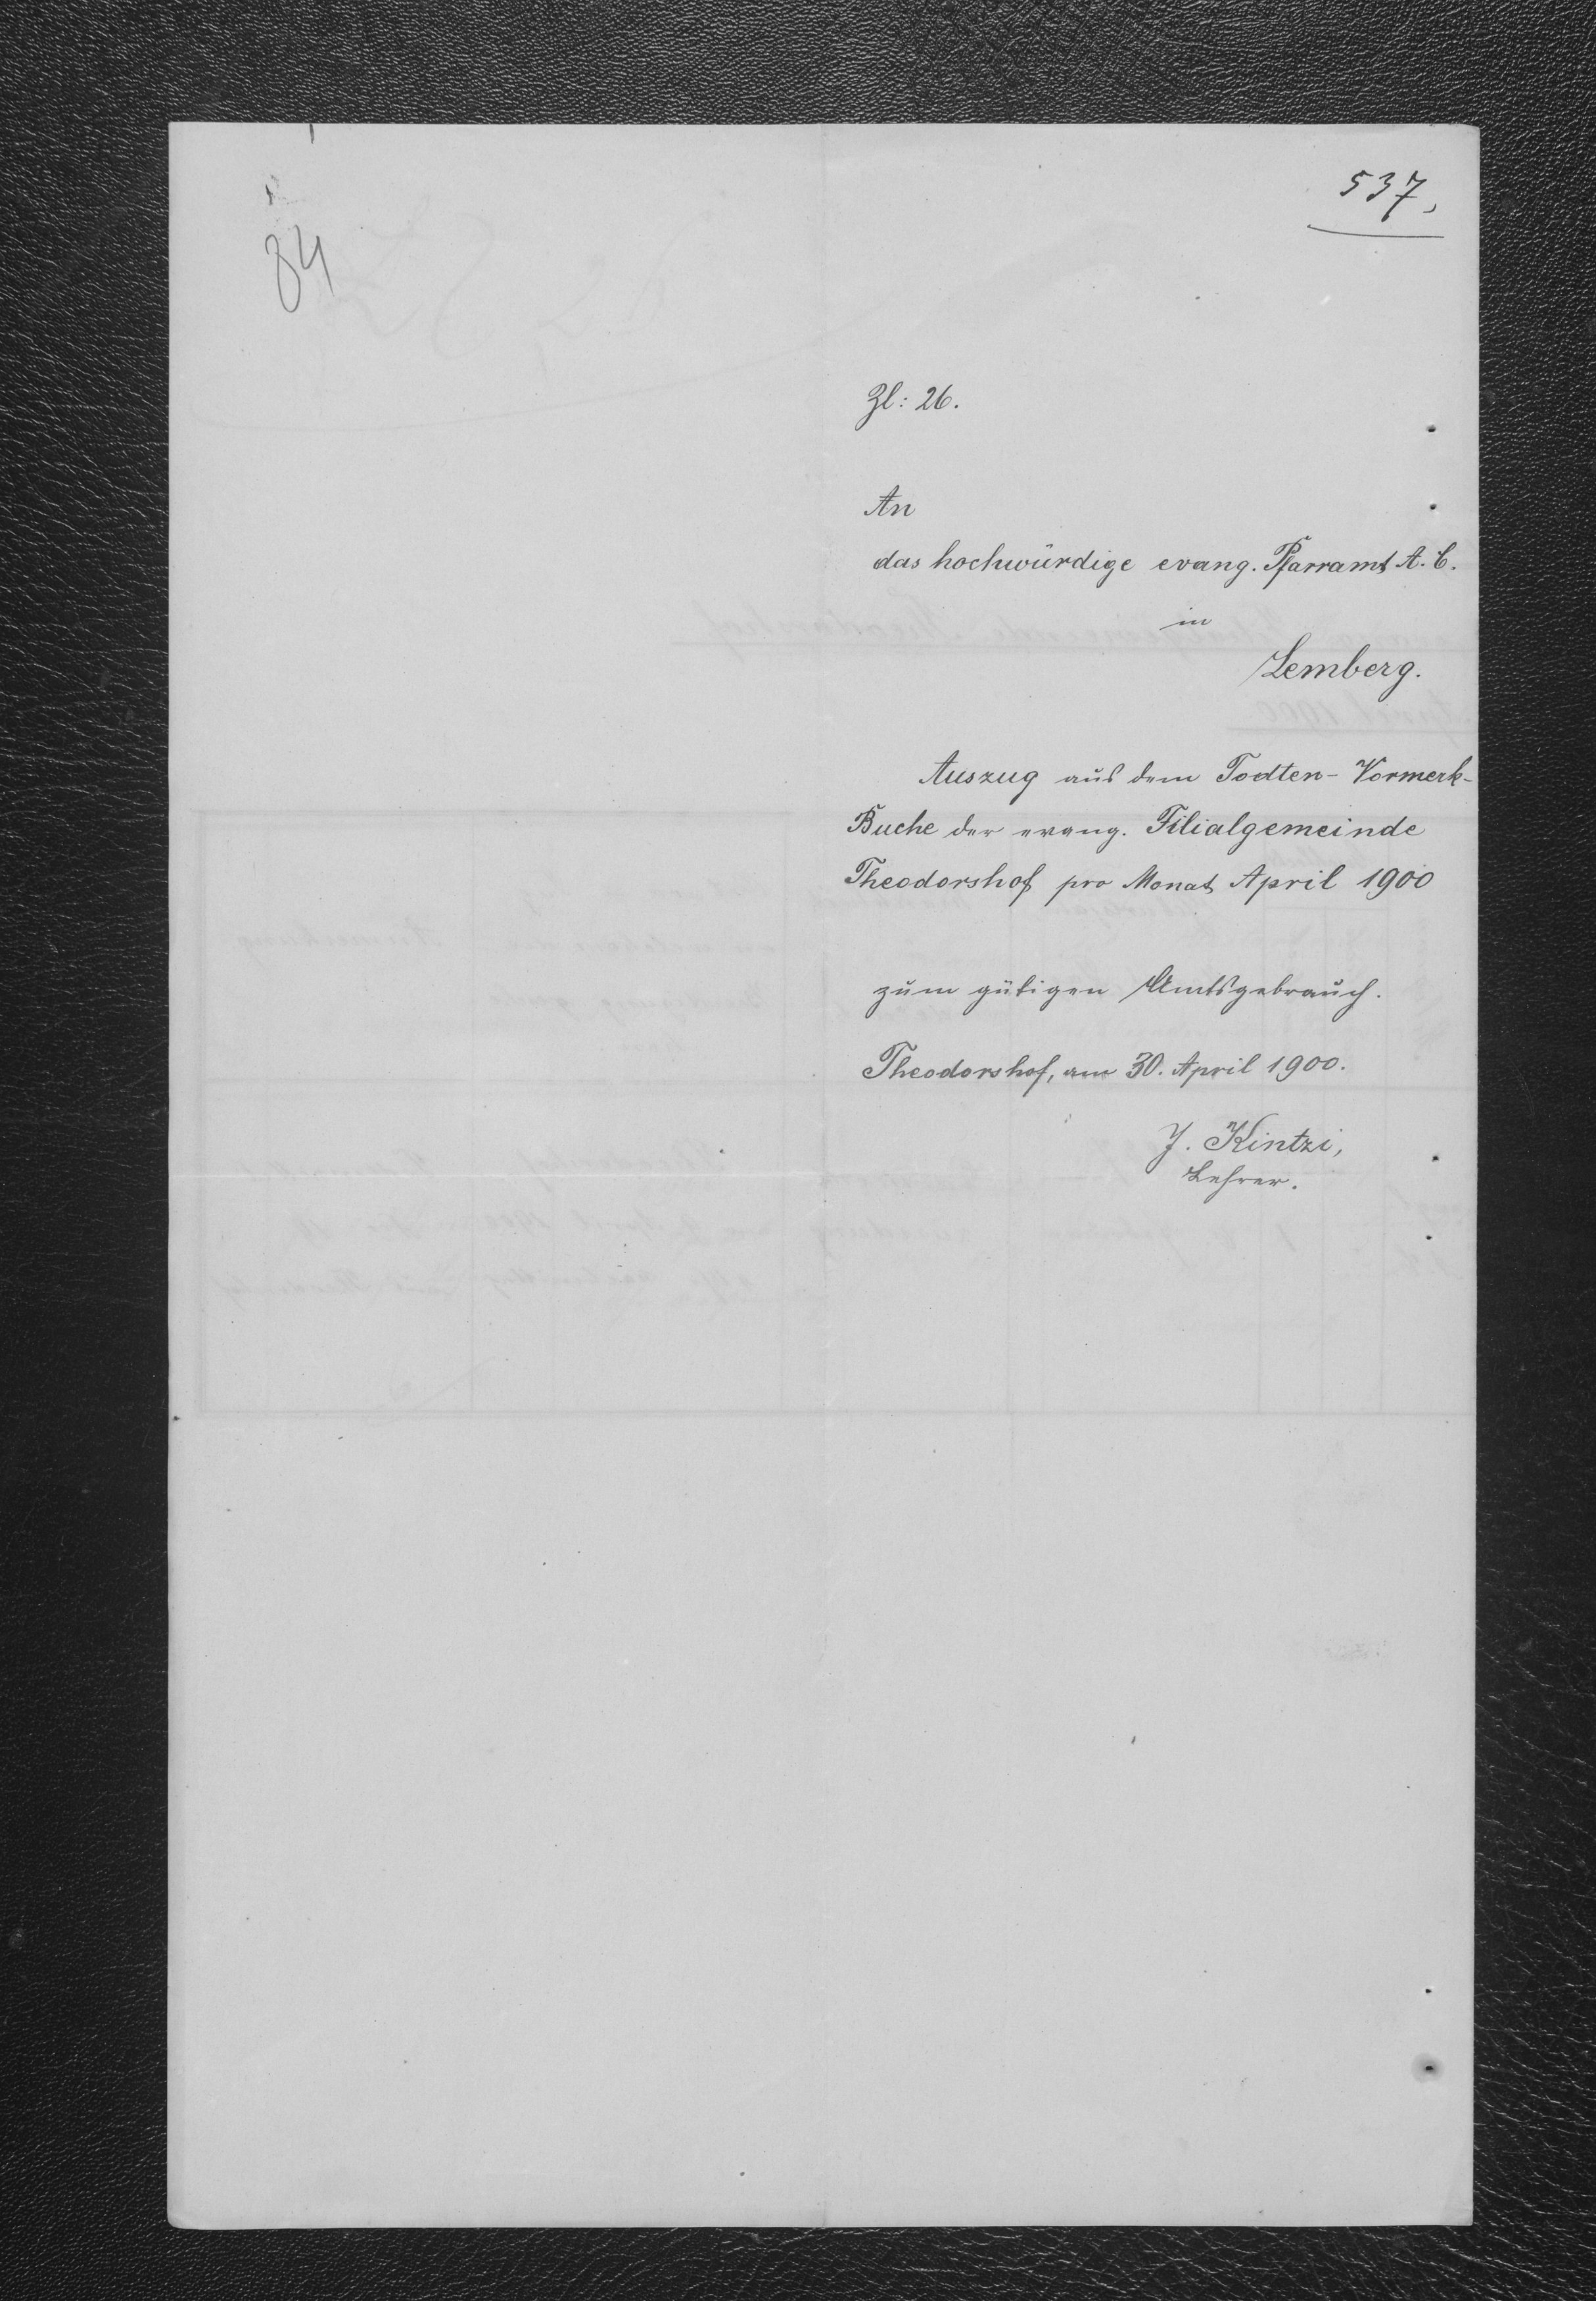 537,
84
Zl: 26.
An
das hochwürdige evang. Pfarramt A. C.
in
Lemberg.
Auszug aus dem Todten-Vormerk-
Buche der evang. Filialgemeinde
Theodorshof pro Monat April 1900
zum gütigen Amtsgebrauch.
Theodorshof, am 30. April 1900.
J. Kintzi,
Lehrer.